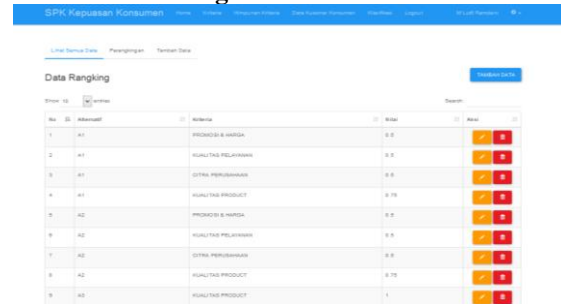 SPK Kepuasan Konsumen Home Kriteria Himpunan Kriteria Data Kuisioner Konsumen Klasifikasi Logout
Lihat Semua Data Perangkingan Tambah Data
Data Rangking TAMBAH DATA
Show 10 entries Search:
No Alternatif Kriteria Nilai Aksi
1 A1 PROMOSI & HARGA 0.5
2 A1 KUALITAS PELAYANAN 0.5
3 A1 CITRA PERUSAHAAN 0.5
4 A1 KUALITAS PRODUCT 0.75
5 A2 PROMOSI & HARGA 0.5
6 A2 KUALITAS PELAYANAN 0.5
7 A2 CITRA PERUSAHAAN 0.5
8 A2 KUALITAS PRODUCT 0.75
9 A3 KUALITAS PRODUCT 1